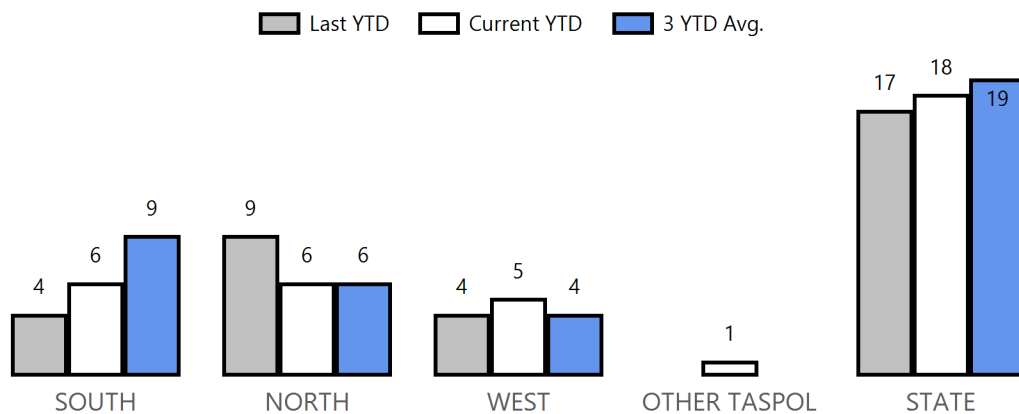 Last YTD Current YTD 3 YTD Avg.
17 18 19
9 9
4 6 6 6 4 5 4
1
SOUTH NORTH WEST OTHER TASPOL STATE